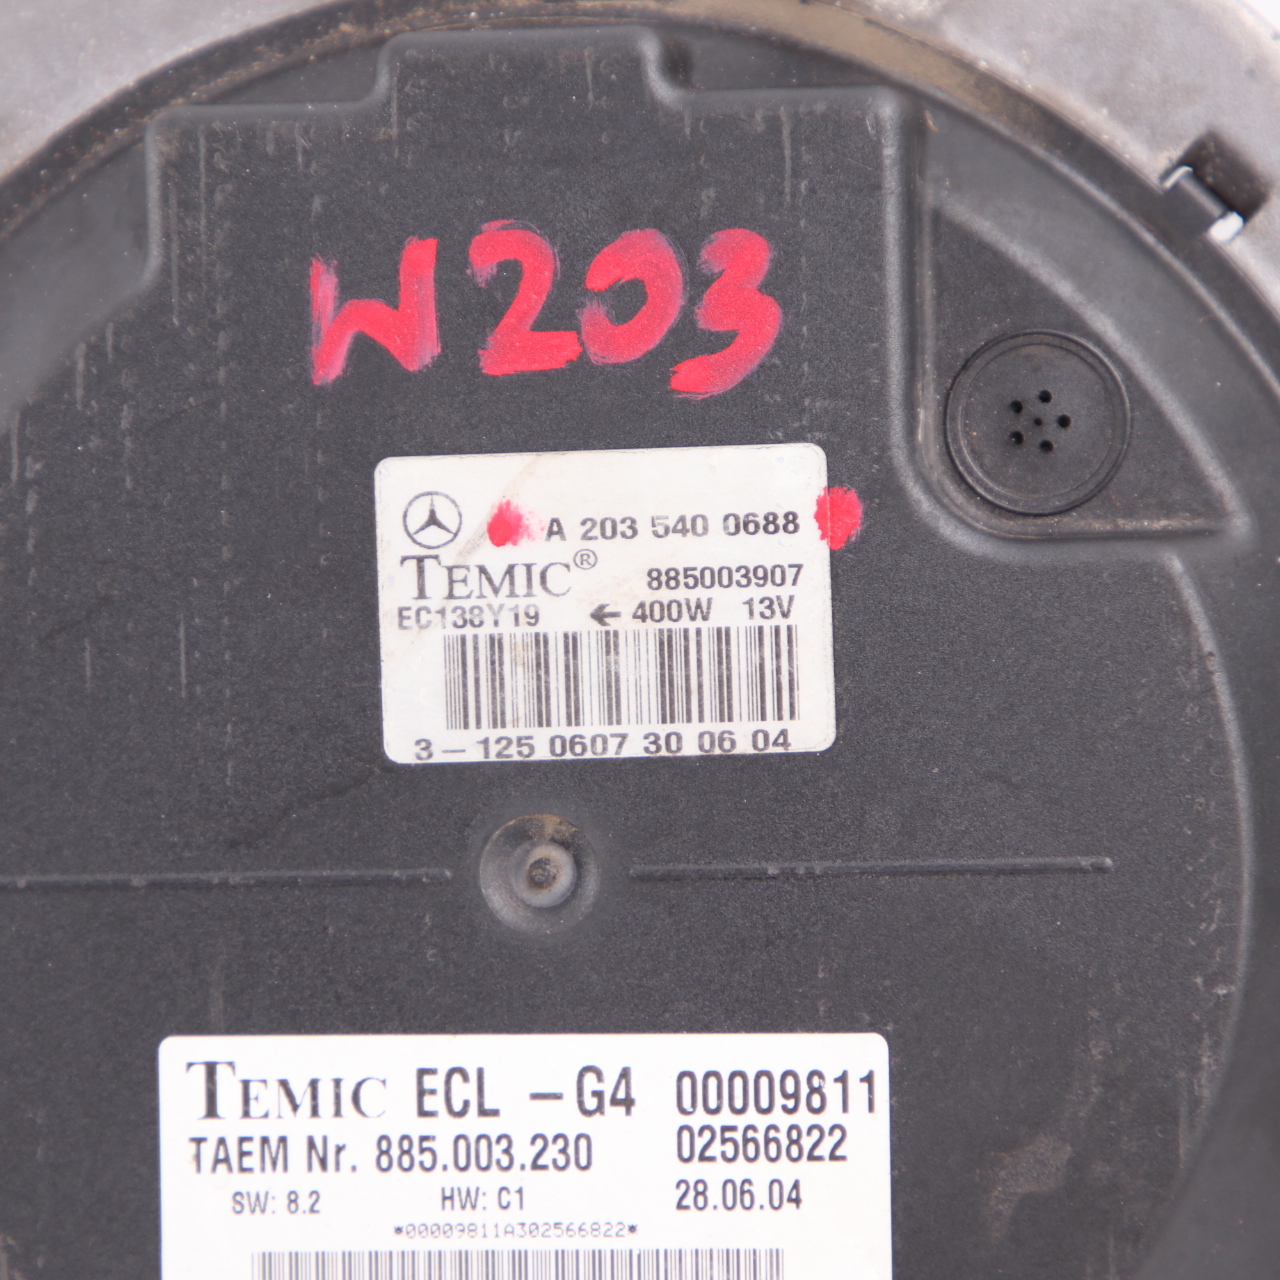 W203
A 203 540 0688
TEMIC® 885003907
EC138Y19 ← 400W 13V
3-125 0607 30 06 04
TEMIC ECL -G4 00009811
TAEM Nr. 885.003.230 02566822
SW: 8.2 HW: C1 28.06.04
*00009811A302566822*